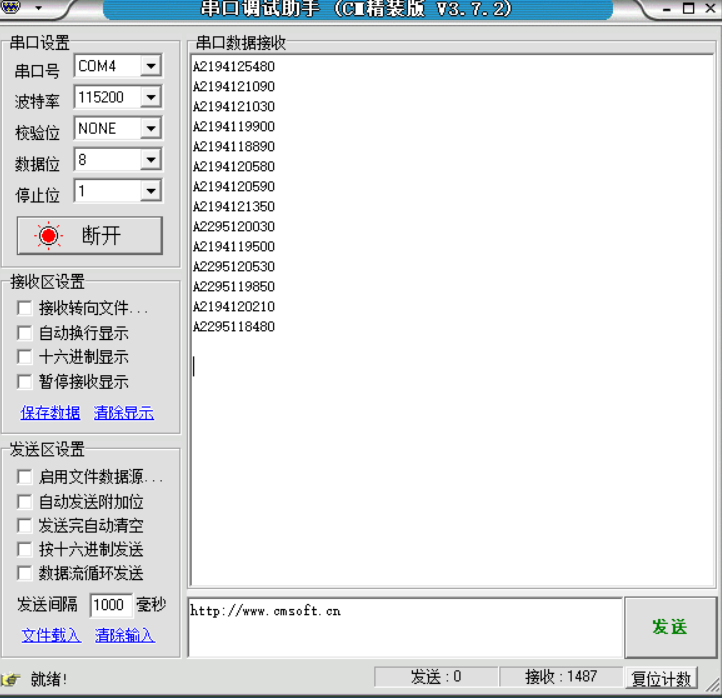 串口调试助手 (CM精装版 V3.7.2)
串口设置
串口号 COM4
波特率 115200
校验位 NONE
数据位 8
停止位 1
断开
接收区设置
接收转向文件...
自动换行显示
十六进制显示
暂停接收显示
保存数据 清除显示
发送区设置
启用文件数据源...
自动发送附加位
发送完自动清空
按十六进制发送
数据流循环发送
发送间隔 1000 毫秒
文件载入 清除输入
串口数据接收
A2194125480
A2194121090
A2194121030
A2194119900
A2194118890
A2194120580
A2194120590
A2194121350
A2295120030
A2194119500
A2295120530
A2295119850
A2194120210
A2295118480
http://www.cmsoft.cn
发送
就绪!
发送:0
接收:1487
复位计数